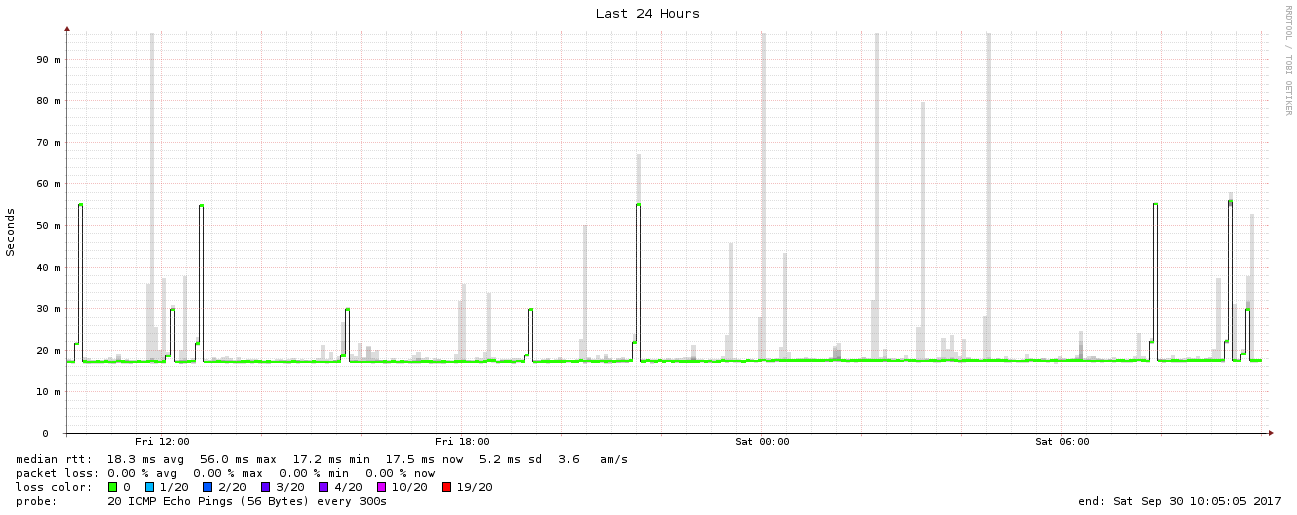 Last 24 Hours
RRDTOOL / TOBI OETIKER
Seconds
90 m
80 m
70 m
60 m
50 m
40 m
30 m
20 m
10 m
0
Fri 12:00 Fri 18:00 Sat 00:00 Sat 06:00
median rtt: 18.3 ms avg 56.0 ms max 17.2 ms min 17.5 ms now 5.2 ms sd 3.6 am/s
packet loss: 0.00 % avg 0.00 % max 0.00 % min 0.00 % now
loss color: 0 1/20 2/20 3/20 4/20 10/20 19/20
probe: 20 ICMP Echo Pings (56 Bytes) every 300s end: Sat Sep 30 10:05:05 2017